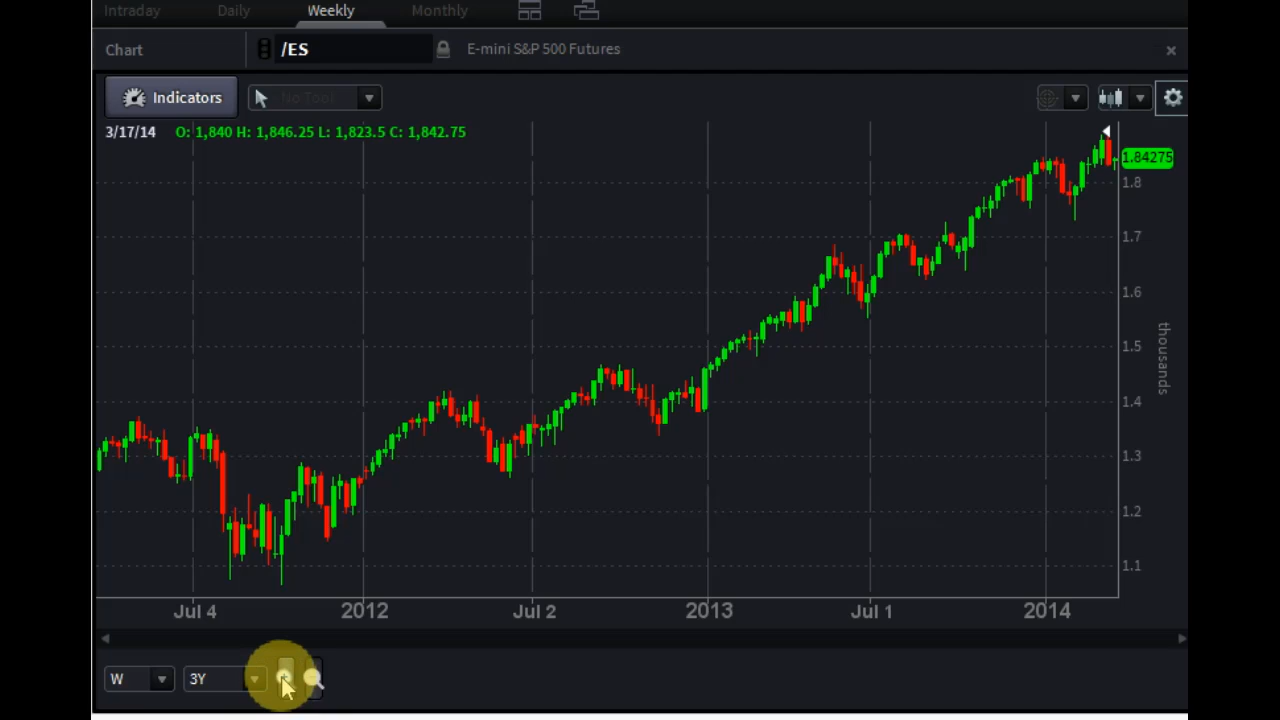 Intraday Daily Weekly Monthly
Chart /ES E-mini S&P 500 Futures ×
Indicators No Tool
3/17/14 O: 1,840 H: 1,846.25 L: 1,823.5 C: 1,842.75
1.84275
1.8
1.7
1.6
1.5
1.4
1.3
1.2
1.1
thousands
Jul 4 2012 Jul 2 2013 Jul 1 2014
W 3Y